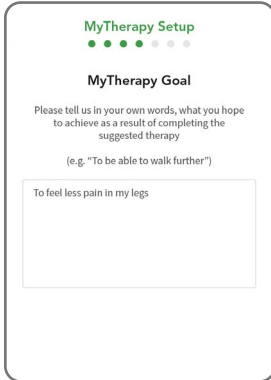 MyTherapy Setup
MyTherapy Goal
Please tell us in your own words, what you hope
to achieve as a result of completing the
suggested therapy
(e.g. “To be able to walk further”)
To feel less pain in my legs